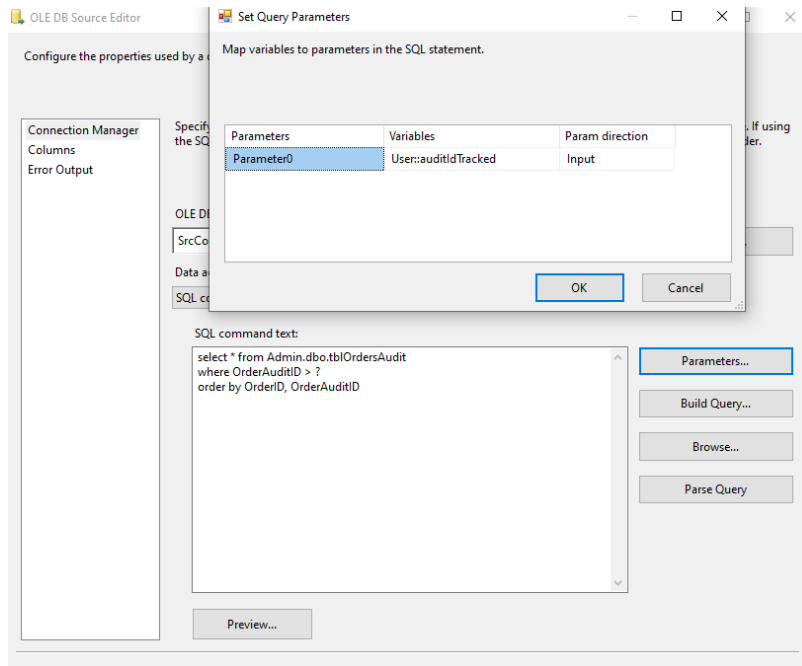 OLE DB Source Editor
Set Query Parameters
Configure the properties used by a
Map variables to parameters in the SQL statement.
Connection Manager
Columns
Error Output
Specify
. If using
the SQ
der.
Parameters Variables Param direction
Parameter0 User::auditIdTracked Input
OLE DB
SrcCo
Data a
SQL co
OK Cancel
SQL command text:
select * from Admin.dbo.tblOrdersAudit
where OrderAuditID > ?
order by OrderID, OrderAuditID
Parameters...
Build Query...
Browse...
Parse Query
Preview...